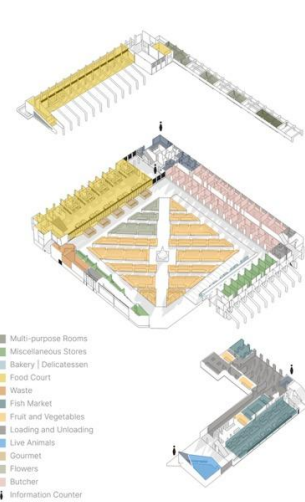 Multi-purpose Rooms
Miscellaneous Stores
Bakery | Delicatessen
Food Court
Waste
Fish Market
Fruit and Vegetables
Loading and Unloading
Live Animals
Gourmet
Flowers
Butcher
Information Counter